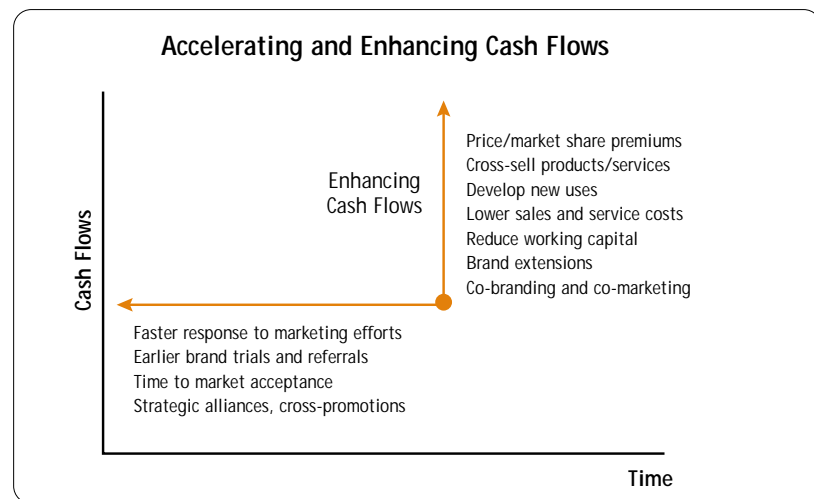 Accelerating and Enhancing Cash Flows
Cash Flows
Enhancing
Cash Flows
Price/market share premiums
Cross-sell products/services
Develop new uses
Lower sales and service costs
Reduce working capital
Brand extensions
Co-branding and co-marketing
Faster response to marketing efforts
Earlier brand trials and referrals
Time to market acceptance
Strategic alliances, cross-promotions
Time